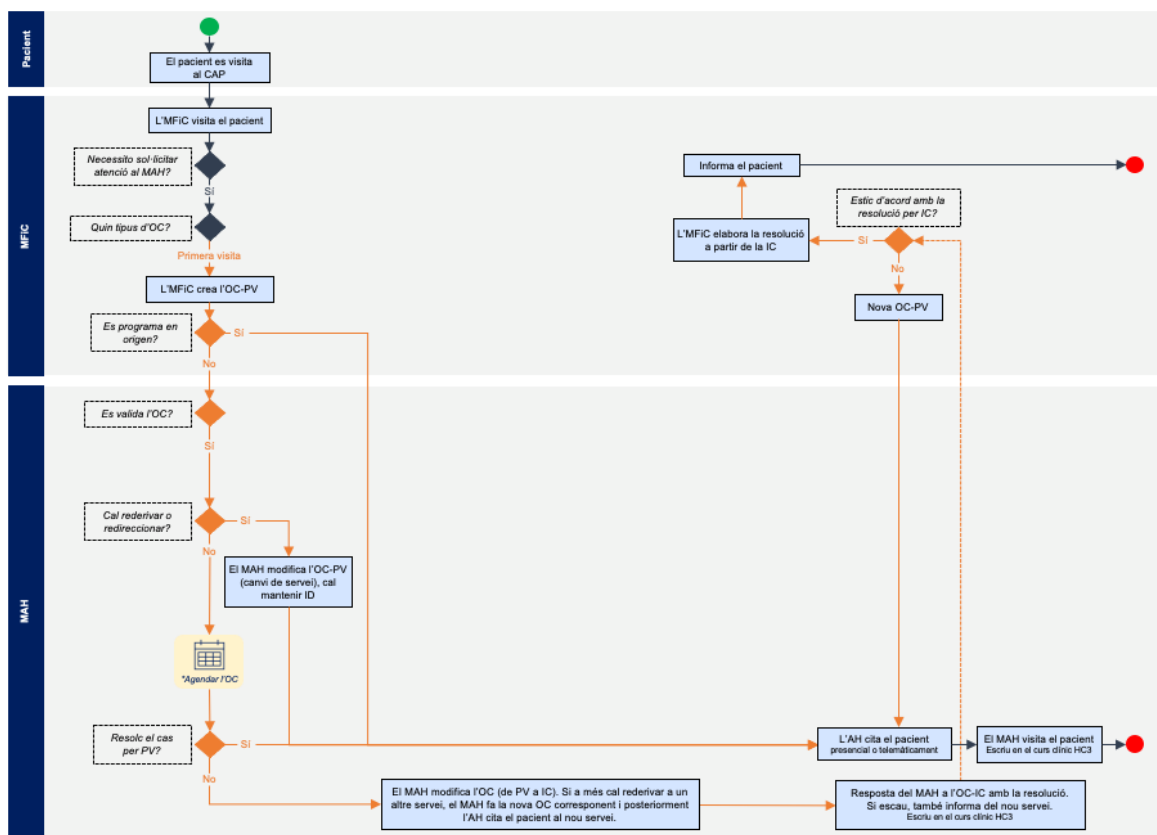 Pacient
El pacient es visita
al CAP
MFiC
L'MFiC visita el pacient
Necessito sol·licitar
atenció al MAH?
Sí
Quin tipus d'OC?
Primera visita
L'MFiC crea l'OC-PV
Es programa en
origen?
Sí
No
Informa el pacient
Estic d'acord amb la
resolució per IC?
L'MFiC elabora la resolució
a partir de la IC
Sí
No
Nova OC-PV
MAH
Es valida l'OC?
Sí
Cal rederivar o
redireccionar?
Sí
No
El MAH modifica l'OC-PV
(canvi de servei), cal
mantenir ID
*Agendar l'OC
Resolc el cas
per PV?
Sí
No
L'AH cita el pacient
presencial o telemàticament
El MAH visita el pacient
Escriu en el curs clínic HC3
El MAH modifica l'OC (de PV a IC). Si a més cal rederivar a un
altre servei, el MAH fa la nova OC corresponent i posteriorment
l'AH cita el pacient al nou servei.
Resposta del MAH a l'OC-IC amb la resolució.
Si escau, també informa del nou servei.
Escriu en el curs clínic HC3